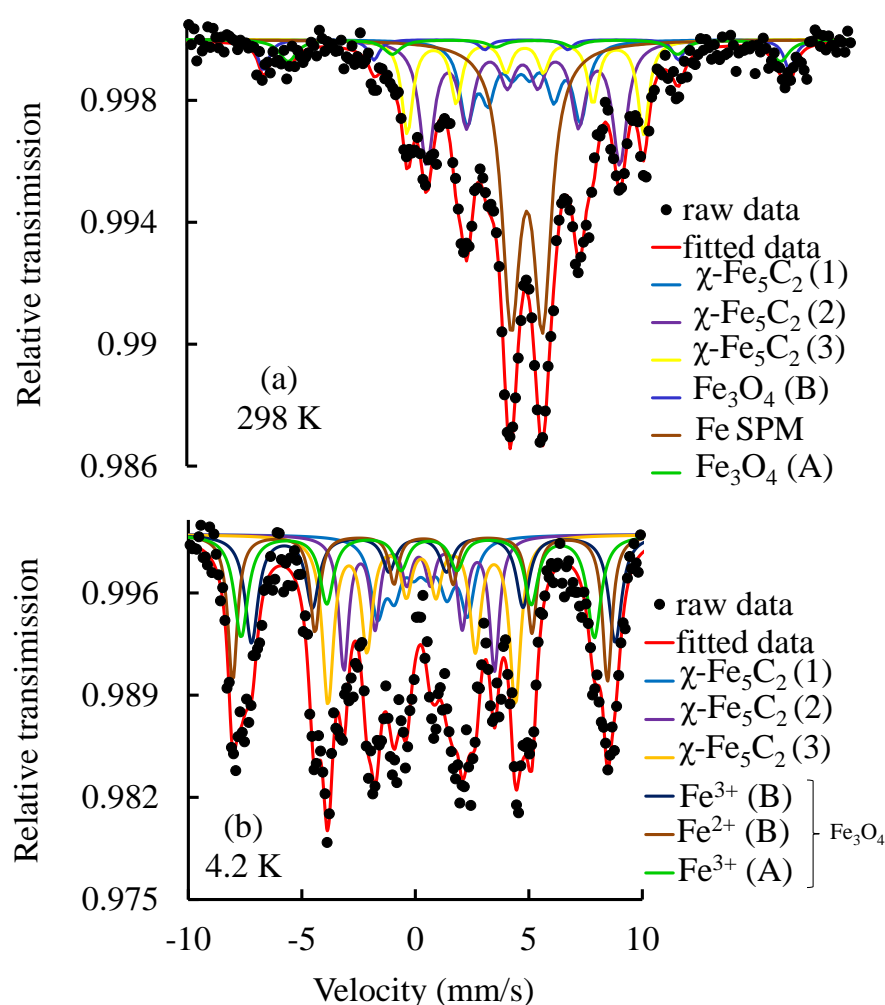 Relative transimission
0.998
0.994
0.99
0.986
(a)
298 K
raw data
fitted data
χ-Fe₅C₂ (1)
χ-Fe₅C₂ (2)
χ-Fe₅C₂ (3)
Fe₃O₄ (B)
Fe SPM
Fe₃O₄ (A)
Relative transimission
0.996
0.989
0.982
0.975
(b)
4.2 K
raw data
fitted data
χ-Fe₅C₂ (1)
χ-Fe₅C₂ (2)
χ-Fe₅C₂ (3)
Fe³⁺ (B)
Fe²⁺ (B)
Fe³⁺ (A)
Fe₃O₄
-10 -5 0 5 10
Velocity (mm/s)